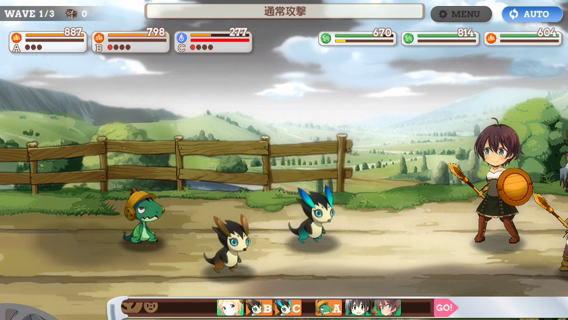 WAVE 1/3
0
通常攻撃
MENU
AUTO
887
A
798
B
277
C
670
814
604
B
C
A
GO!